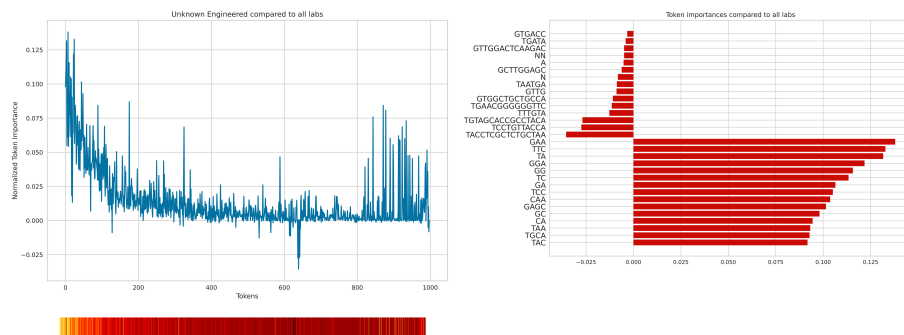 Unknown Engineered compared to all labs
Normalized Token Importance
0.125
0.100
0.075
0.050
0.025
0.000
−0.025
0
200
400
600
800
1000
Tokens
Token importances compared to all labs
GTGACC
TGATA
GTTGGACTCAAGAC
NN
A
GCTTGGAGC
N
TAATGA
GTTG
GTGGCTGCTGCCA
TGAACGGGGGGTTC
TTTGTA
TGTAGCACCGCCTACA
TCCTGTTACCA
TACCTCGCTCTGCTAA
GAA
TTC
TA
GGA
GG
TC
GA
TCC
CAA
GAGC
GC
CA
TAA
TGCA
TAC
−0.025
0.000
0.025
0.050
0.075
0.100
0.125